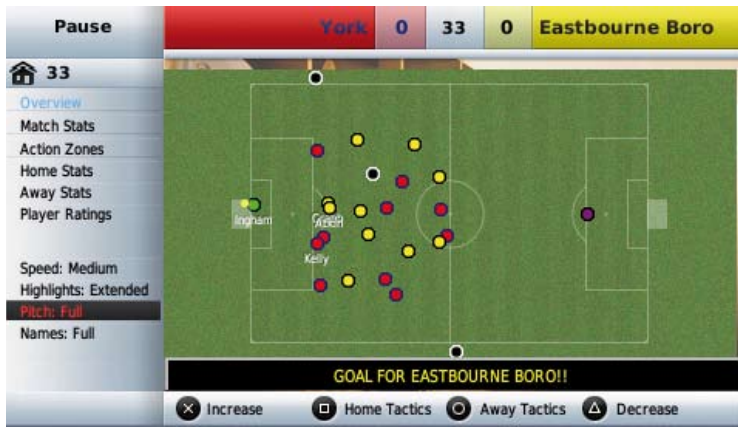 Pause
York 0 33 0 Eastbourne Boro
33
Overview
Match Stats
Action Zones
Home Stats
Away Stats
Player Ratings
Speed: Medium
Highlights: Extended
Pitch: Full
Names: Full
Ingham
Kelly
GOAL FOR EASTBOURNE BORO!!
Increase
Home Tactics
Away Tactics
Decrease